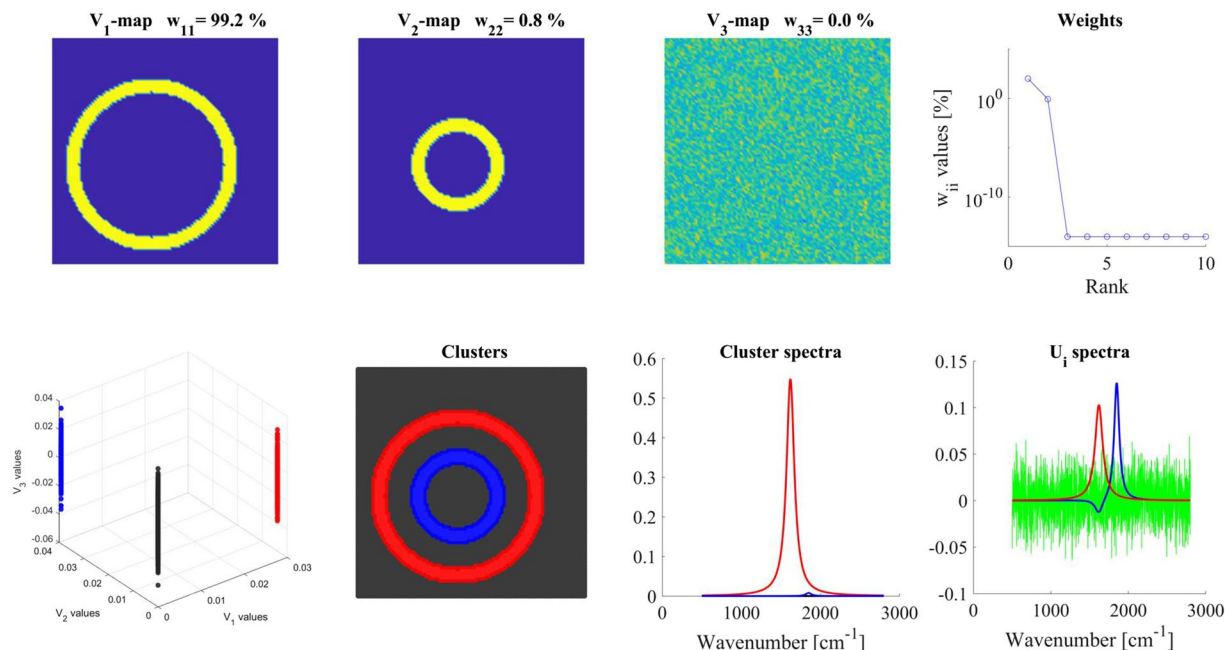 V1-map w11= 99.2 %
V2-map w22= 0.8 %
V3-map w33= 0.0 %
Weights
wii values [%]
10^0
10^-10
0
5
10
Rank
0.04
0.02
0
-0.02
-0.04
-0.06
V3 values
0.04
0.03
0.02
0.01
0
V2 values
0
0.01
0.02
0.03
V1 values
Clusters
Cluster spectra
0.6
0.5
0.4
0.3
0.2
0.1
0
1000
2000
3000
Wavenumber [cm^-1]
Ui spectra
0.15
0.1
0.05
0
-0.05
-0.1
1000
2000
3000
Wavenumber [cm^-1]